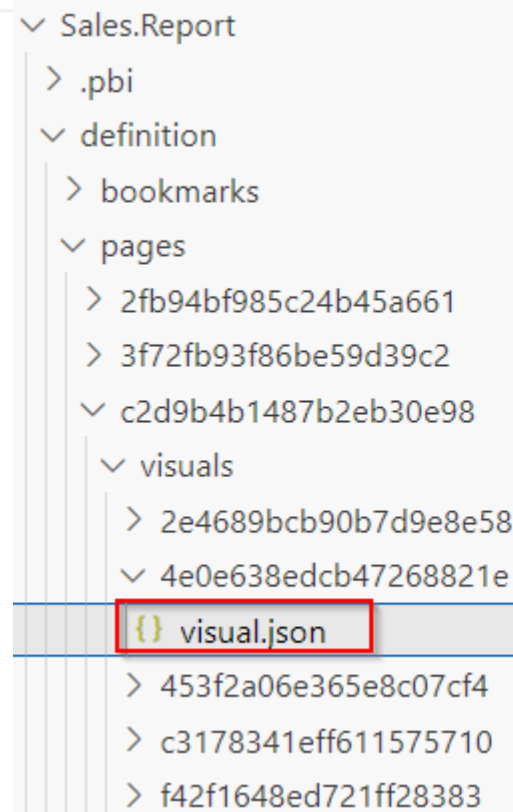 Sales.Report
.pbi
definition
bookmarks
pages
2fb94bf985c24b45a661
3f72fb93f86be59d39c2
c2d9b4b1487b2eb30e98
visuals
2e4689bcb90b7d9e8e58
4e0e638edcb47268821e
{} visual.json
453f2a06e365e8c07cf4
c3178341eff611575710
f42f1648ed721ff28383